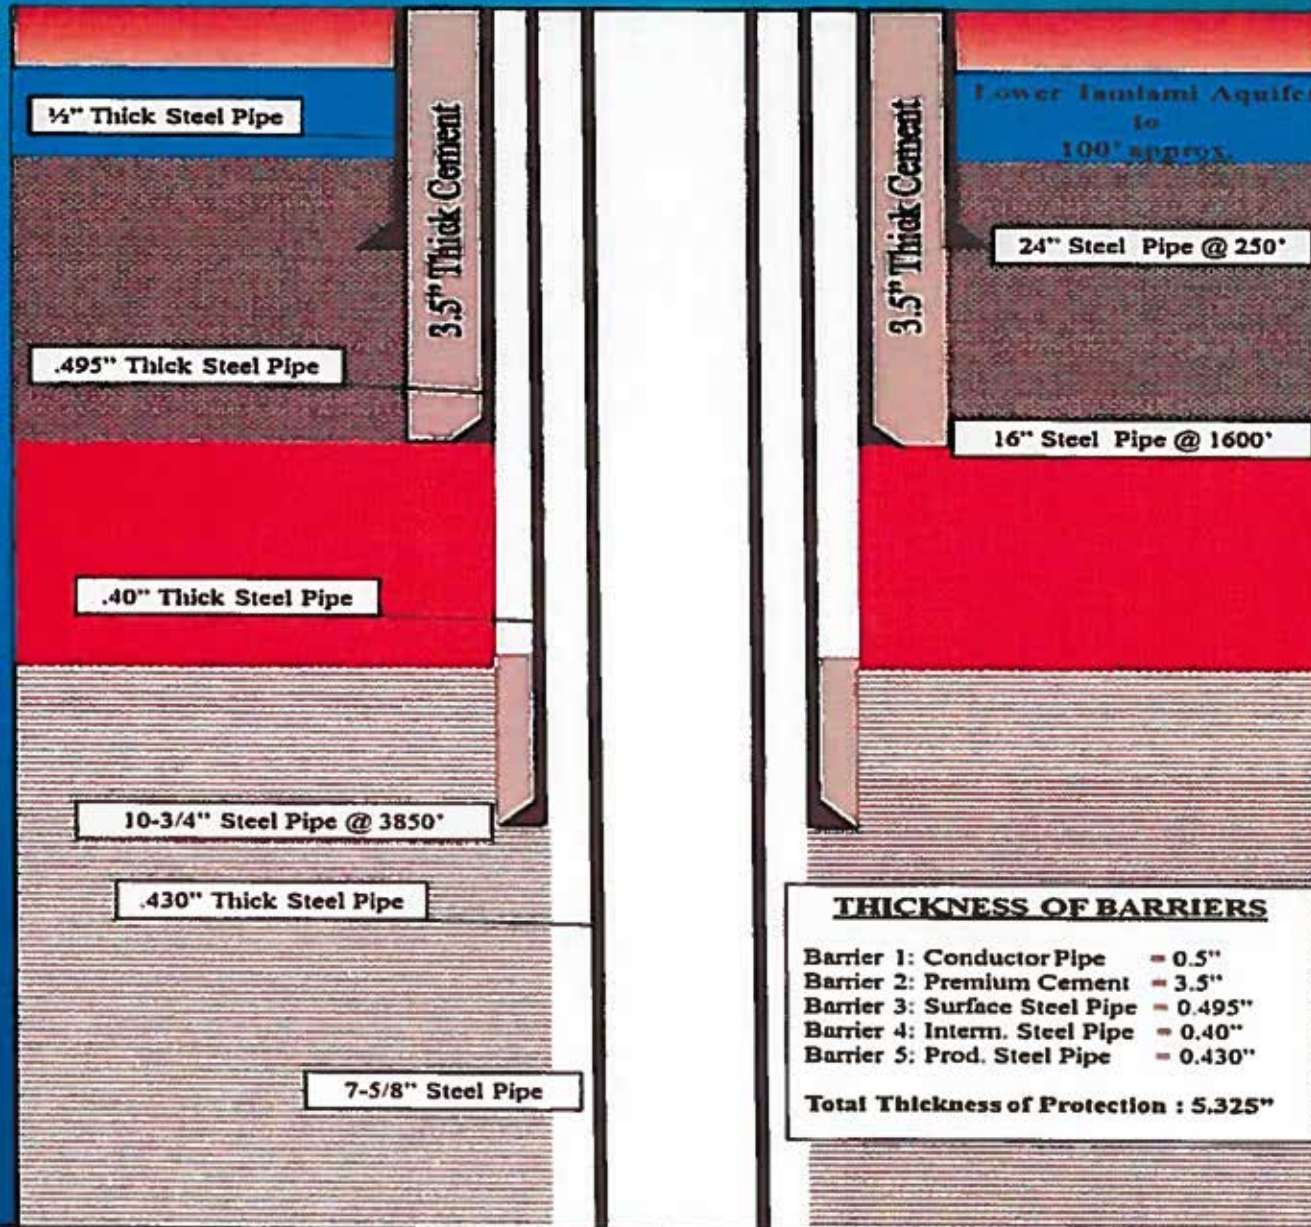 ½" Thick Steel Pipe
3.5" Thick Cement
3.5" Thick Cement
Lower Tamiami Aquifer
to
100' approx.
24" Steel Pipe @ 250'
.495" Thick Steel Pipe
16" Steel Pipe @ 1600'
.40" Thick Steel Pipe
10-3/4" Steel Pipe @ 3850'
.430" Thick Steel Pipe
7-5/8" Steel Pipe
THICKNESS OF BARRIERS
Barrier 1: Conductor Pipe = 0.5"
Barrier 2: Premium Cement = 3.5"
Barrier 3: Surface Steel Pipe = 0.495"
Barrier 4: Interm. Steel Pipe = 0.40"
Barrier 5: Prod. Steel Pipe = 0.430"
Total Thickness of Protection : 5.325"